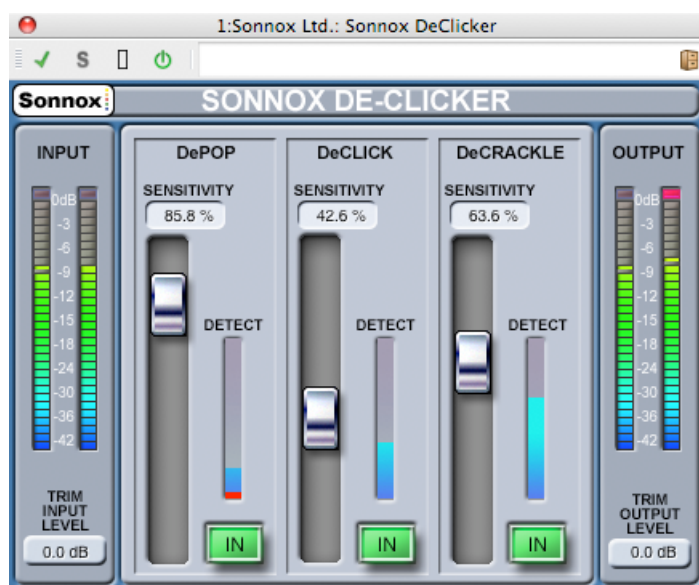 1:Sonnox Ltd.: Sonnox DeClicker
S
Sonnox
SONNOX DE-CLICKER
INPUT
0dB
-3
-6
-9
-12
-15
-18
-24
-30
-36
-42
TRIM
INPUT
LEVEL
0.0 dB
DePOP
SENSITIVITY
85.8 %
DETECT
IN
DeCLICK
SENSITIVITY
42.6 %
DETECT
IN
DeCRACKLE
SENSITIVITY
63.6 %
DETECT
IN
OUTPUT
0dB
-3
-6
-9
-12
-15
-18
-24
-30
-36
-42
TRIM
OUTPUT
LEVEL
0.0 dB